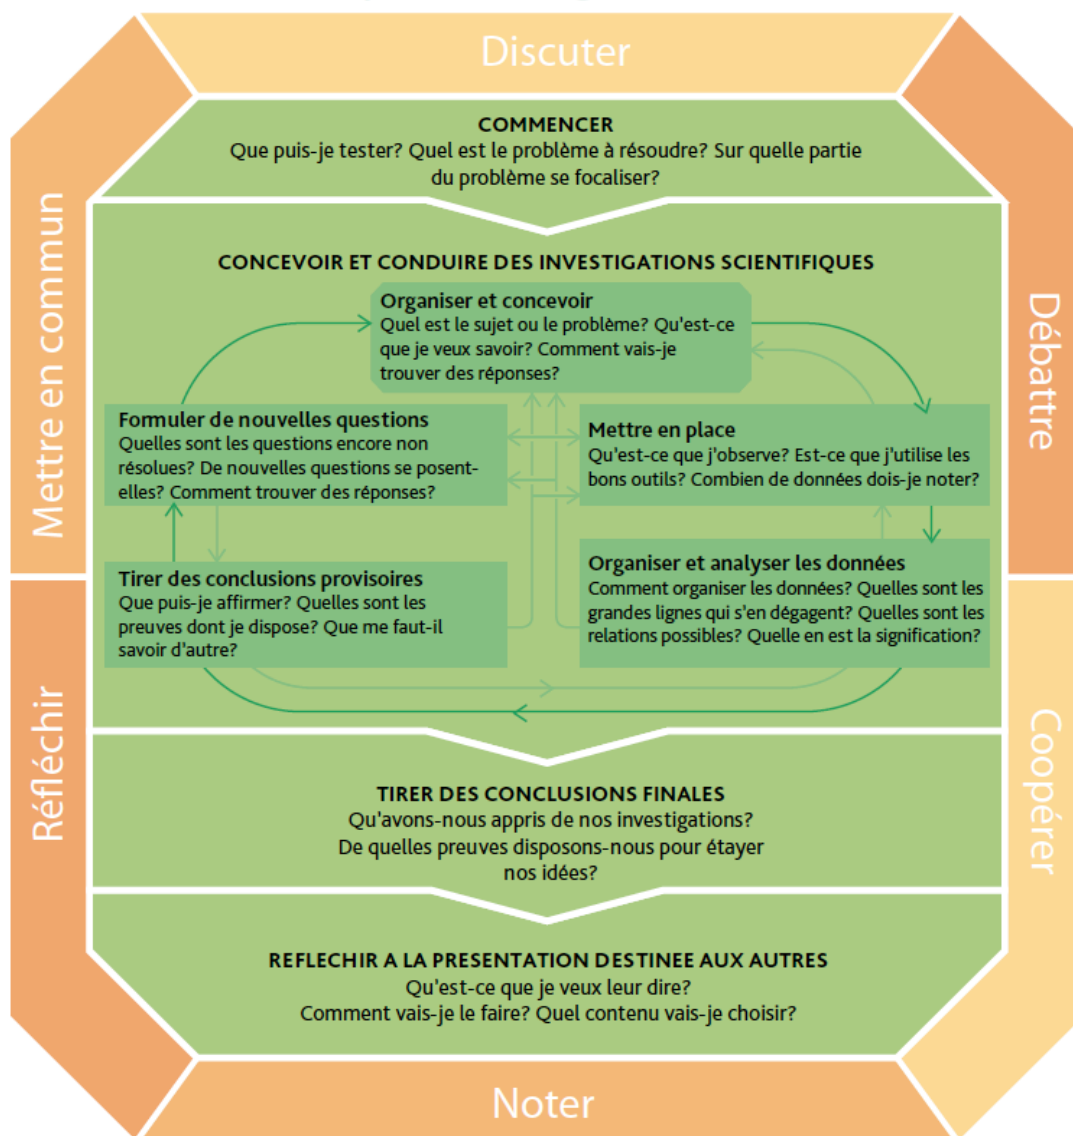 Discuter
COMMENCER
Que puis-je tester? Quel est le problème à résoudre? Sur quelle partie
du problème se focaliser?
Mettre en commun
Débattre
CONCEVOIR ET CONDUIRE DES INVESTIGATIONS SCIENTIFIQUES
Organiser et concevoir
Quel est le sujet ou le problème? Qu'est-ce
que je veux savoir? Comment vais-je
trouver des réponses?
Formuler de nouvelles questions
Quelles sont les questions encore non
résolues? De nouvelles questions se posent-
elles? Comment trouver des réponses?
Mettre en place
Qu'est-ce que j'observe? Est-ce que j'utilise les
bons outils? Combien de données dois-je noter?
Tirer des conclusions provisoires
Que puis-je affirmer? Quelles sont les
preuves dont je dispose? Que me faut-il
savoir d'autre?
Organiser et analyser les données
Comment organiser les données? Quelles sont les
grandes lignes qui s'en dégagent? Quelles sont les
relations possibles? Quelle en est la signification?
Réfléchir
Coopérer
TIRER DES CONCLUSIONS FINALES
Qu'avons-nous appris de nos investigations?
De quelles preuves disposons-nous pour étayer
nos idées?
REFLECHIR A LA PRESENTATION DESTINEE AUX AUTRES
Qu'est-ce que je veux leur dire?
Comment vais-je le faire? Quel contenu vais-je choisir?
Noter